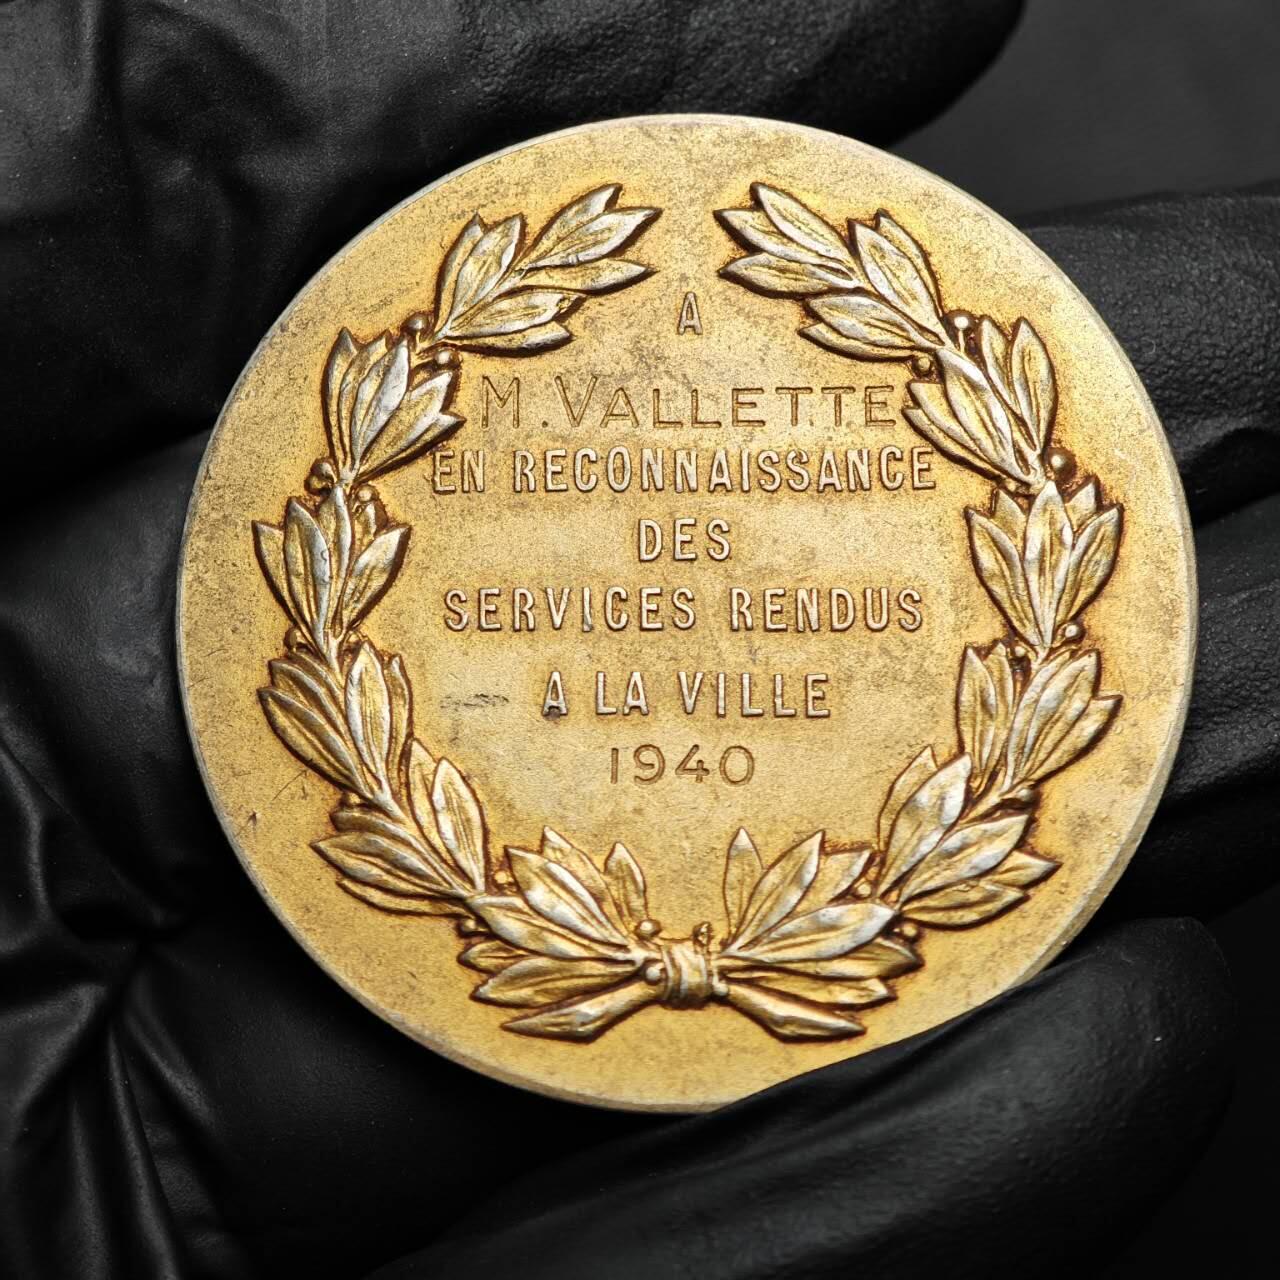 A
M. VALLETTE
EN RECONNAISSANCE
DES
SERVICES RENDUS
A LA VILLE
1940